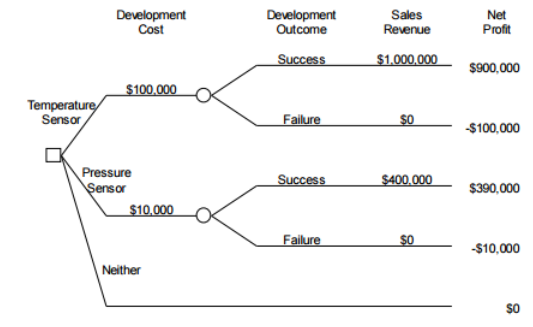 Development Cost
Development Outcome
Sales Revenue
Net Profit
Success
$1,000,000
$900,000
$100,000
Temperature Sensor
Failure
$0
-$100,000
Pressure Sensor
Success
$400,000
$390,000
$10,000
Failure
$0
-$10,000
Neither
$0